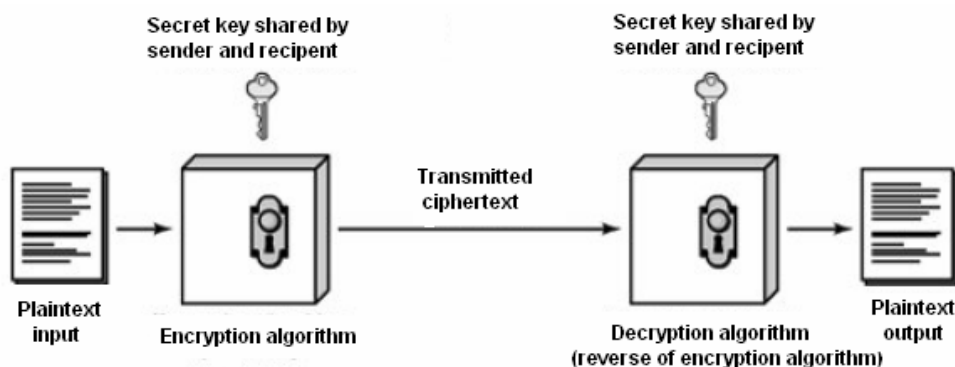 Secret key shared by
sender and recipent
Secret key shared by
sender and recipent
Transmitted
ciphertext
Plaintext
input
Encryption algorithm
Decryption algorithm
(reverse of encryption algorithm)
Plaintext
output